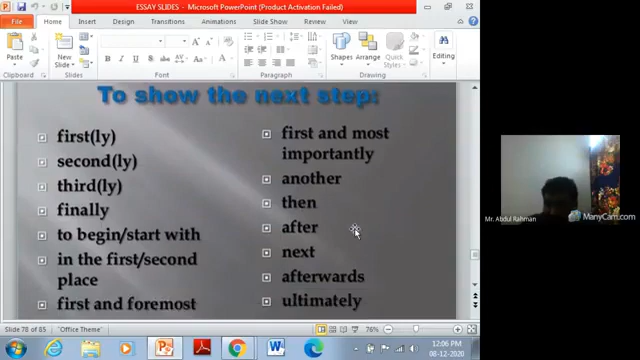 ESSAY SLIDES - Microsoft PowerPoint (Product Activation Failed)
File Home Insert Design Transitions Animations Slide Show Review View
Paste
Clipboard
New Slide
Slides
Font
Paragraph
Shapes Arrange Quick Styles
Drawing
Editing
To show the next step:
first(ly)
second(ly)
third(ly)
finally
to begin/start with
in the first/second
place
first and foremost
first and most
importantly
another
then
after
next
afterwards
ultimately
Mr. Abdul Rahman
ManyCam.com
Slide 78 of 85 "Office Theme" 76%
12:06 PM
08-12-2020